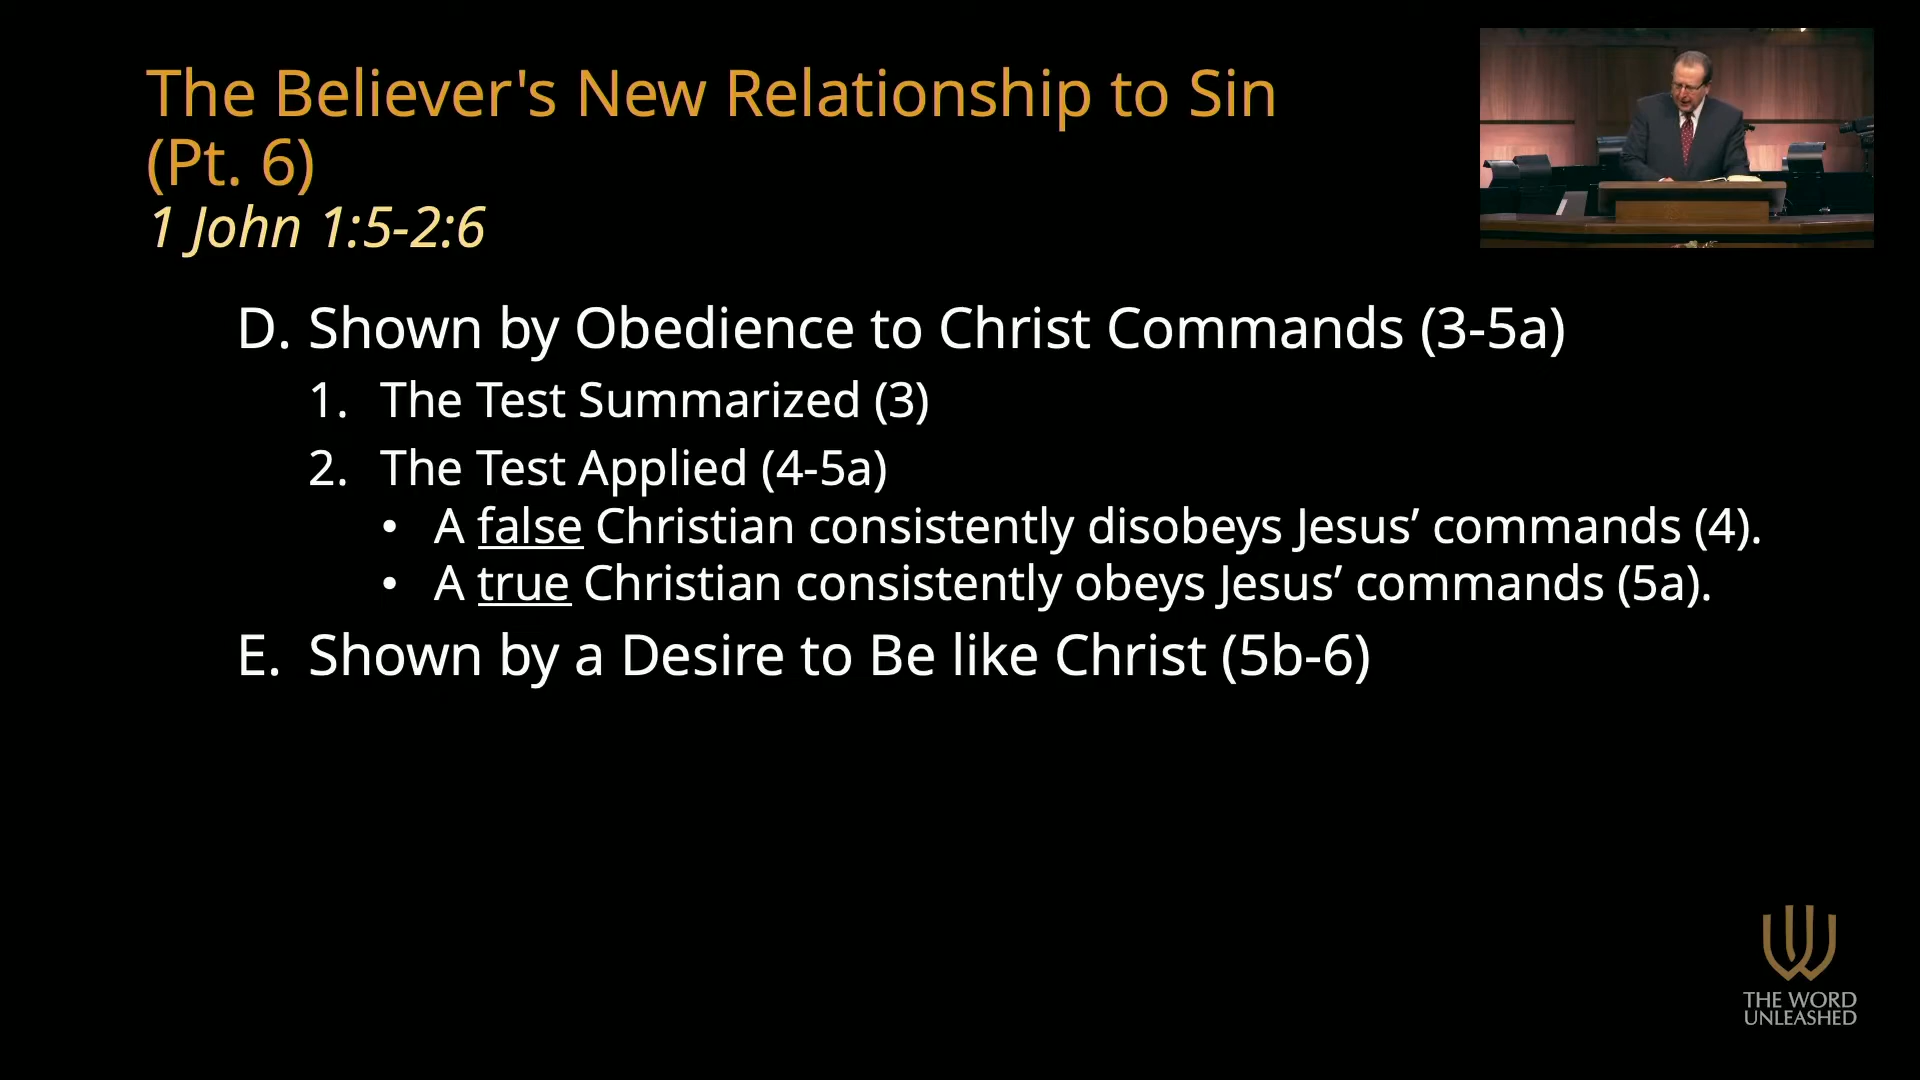 The Believer's New Relationship to Sin
(Pt. 6)
1 John 1:5-2:6
D. Shown by Obedience to Christ Commands (3-5a)
1. The Test Summarized (3)
2. The Test Applied (4-5a)
• A false Christian consistently disobeys Jesus’ commands (4).
• A true Christian consistently obeys Jesus’ commands (5a).
E. Shown by a Desire to Be like Christ (5b-6)
THE WORD
UNLEASHED